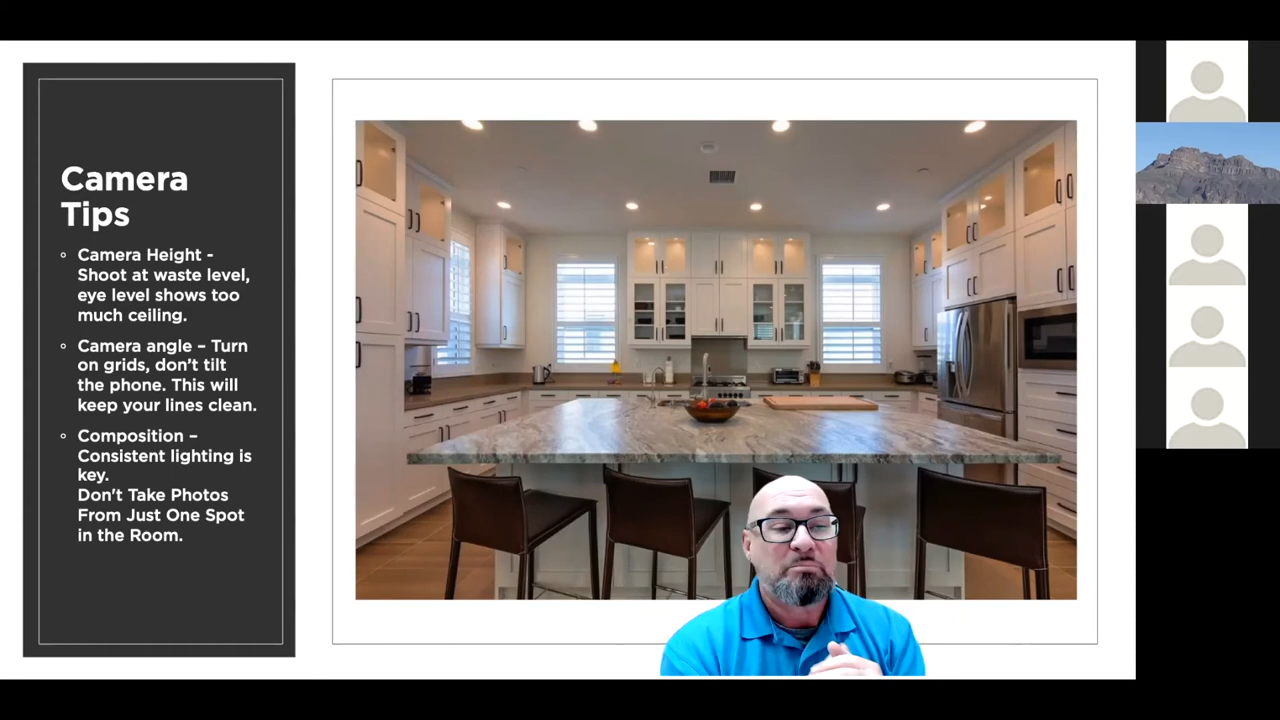 Camera
Tips
Camera Height -
Shoot at waste level,
eye level shows too
much ceiling.
Camera angle – Turn
on grids, don't tilt
the phone. This will
keep your lines clean.
Composition –
Consistent lighting is
key.
Don't Take Photos
From Just One Spot
in the Room.